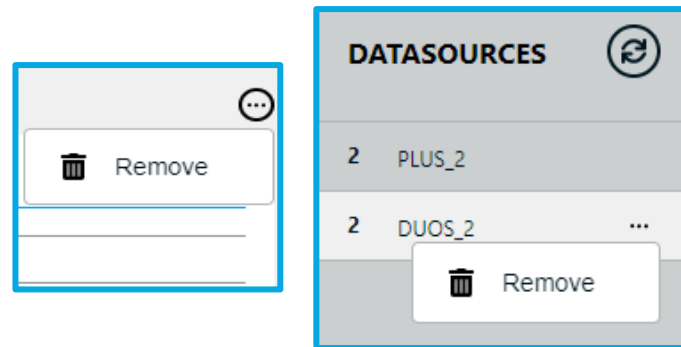 Remove
DATASOURCES
2 PLUS_2
2 DUOS_2 ...
Remove